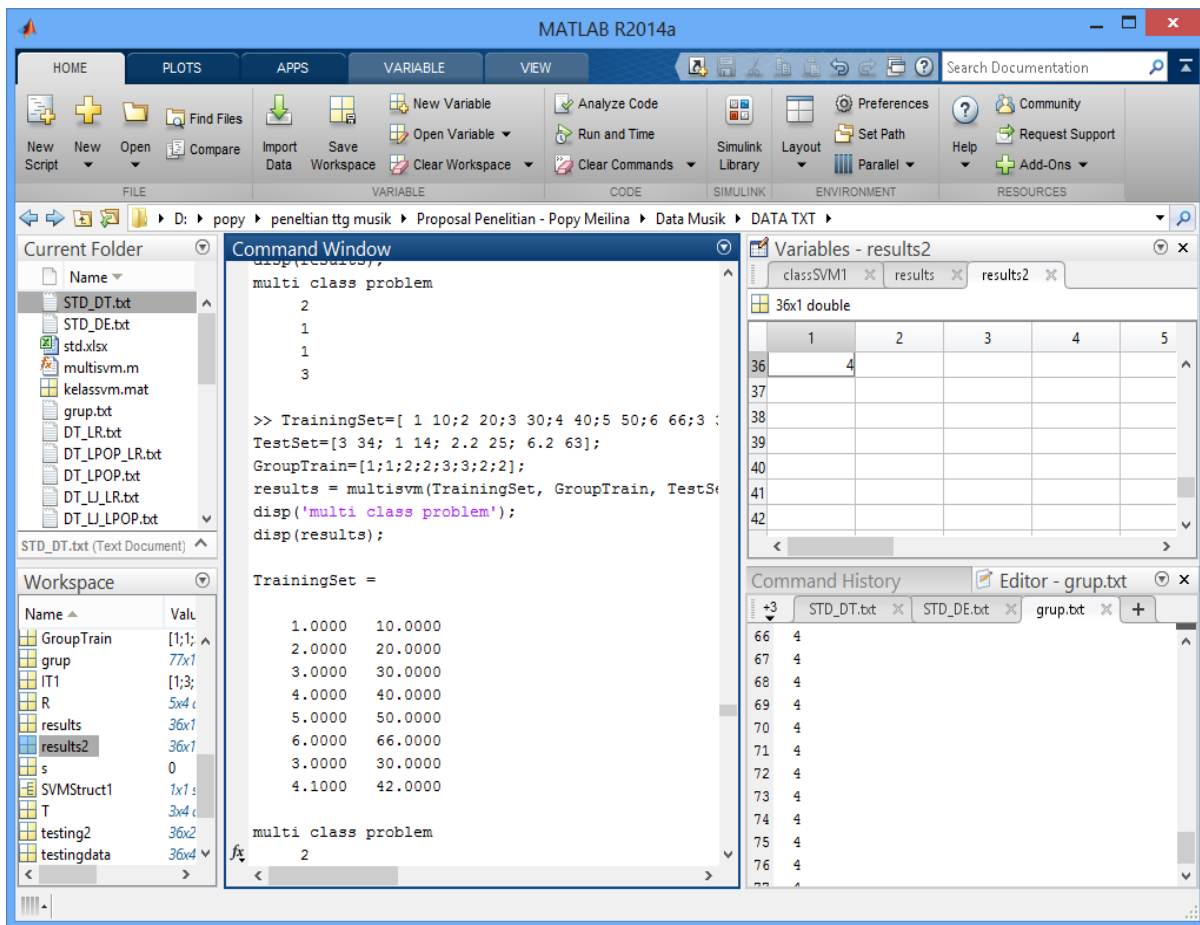 MATLAB R2014a
HOME PLOTS APPS VARIABLE VIEW Search Documentation
New Script
New
Open
Find Files
Compare
FILE
Import Data
Save Workspace
New Variable
Open Variable
Clear Workspace
VARIABLE
Analyze Code
Run and Time
Clear Commands
CODE
Simulink Library
SIMULINK
Layout
Preferences
Set Path
Parallel
ENVIRONMENT
Help
Community
Request Support
Add-Ons
RESOURCES
D: popy peneltian ttg musik Proposal Penelitian - Popy Meilina Data Musik DATA TXT
Current Folder
Name
STD_DT.txt
STD_DE.txt
std.xlsx
multisvm.m
kelassvm.mat
grup.txt
DT_LR.txt
DT_LPOP_LR.txt
DT_LPOP.txt
DT_LJ_LR.txt
DT_LJ_LPOP.txt
STD_DT.txt (Text Document)
Workspace
Name Valu
GroupTrain [1;1;
grup 77x1
IT1 [1;3;
R 5x4
results 36x1
results2 36x1
s 0
SVMStruct1 1x1
T 3x4
testing2 36x2
testingdata 36x4
Command Window
disp(results);
multi class problem
2
1
1
3
>> TrainingSet=[ 1 10;2 20;3 30;4 40;5 50;6 66;3
TestSet=[3 34; 1 14; 2.2 25; 6.2 63];
GroupTrain=[1;1;2;2;3;3;2;2];
results = multisvm(TrainingSet, GroupTrain, TestSe
disp('multi class problem');
disp(results);
TrainingSet =
1.0000 10.0000
2.0000 20.0000
3.0000 30.0000
4.0000 40.0000
5.0000 50.0000
6.0000 66.0000
3.0000 30.0000
4.1000 42.0000
multi class problem
2
fx
Variables - results2
classSVM1 results results2
36x1 double
1 2 3 4 5
36 4
37
38
39
40
41
42
Command History Editor - grup.txt
+3 STD_DT.txt STD_DE.txt grup.txt +
66 4
67 4
68 4
69 4
70 4
71 4
72 4
73 4
74 4
75 4
76 4
77 4